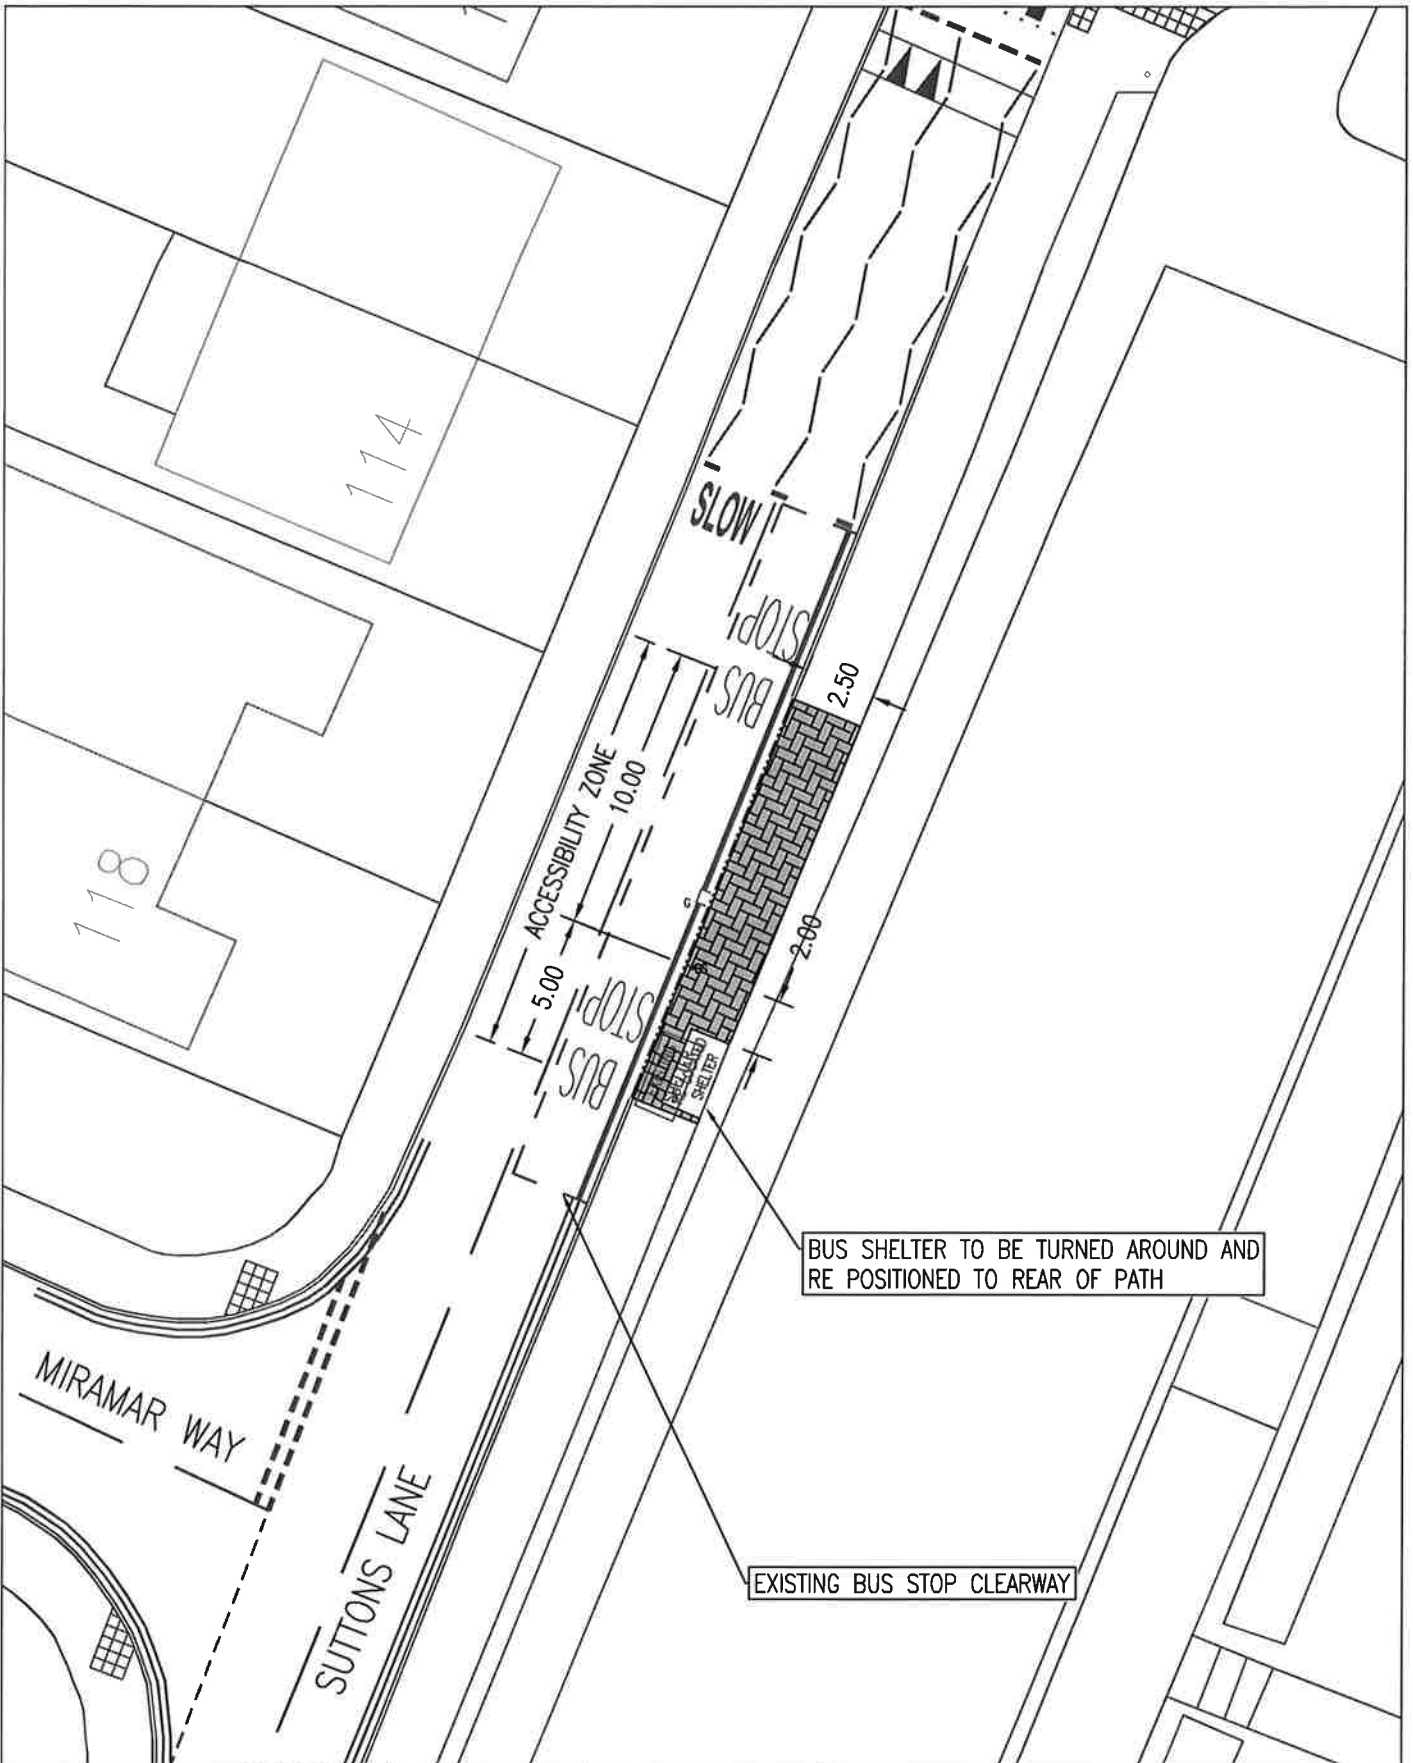 114
SLOW
STOP
BUS
2.50
ACCESSIBILITY ZONE
10.00
118
G
2.00
5.00
STOP
BUS
SHELTER
BUS SHELTER TO BE TURNED AROUND AND
RE POSITIONED TO REAR OF PATH
MIRAMAR WAY
SUTTONS LANE
EXISTING BUS STOP CLEARWAY